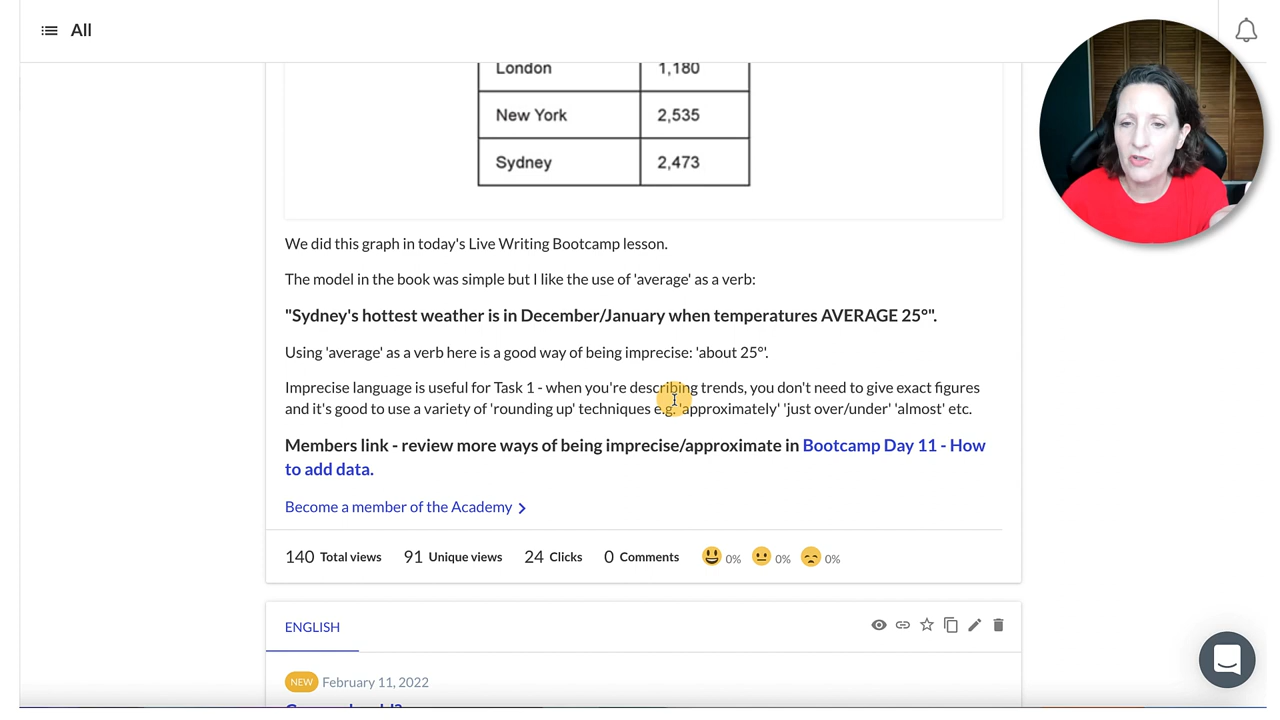 All
London 1,180
New York 2,535
Sydney 2,473
We did this graph in today's Live Writing Bootcamp lesson.
The model in the book was simple but I like the use of 'average' as a verb:
"Sydney's hottest weather is in December/January when temperatures AVERAGE 25°".
Using 'average' as a verb here is a good way of being imprecise: 'about 25°'.
Imprecise language is useful for Task 1 - when you're describing trends, you don't need to give exact figures
and it's good to use a variety of 'rounding up' techniques e.g. 'approximately' 'just over/under' 'almost' etc.
Members link - review more ways of being imprecise/approximate in Bootcamp Day 11 - How
to add data.
Become a member of the Academy
140 Total views 91 Unique views 24 Clicks 0 Comments 0% 0% 0%
ENGLISH
NEW February 11, 2022